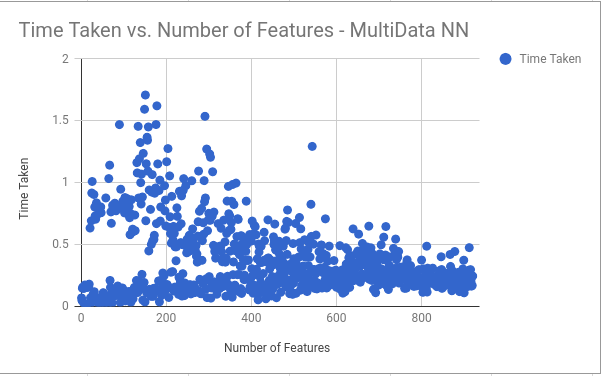 Time Taken vs. Number of Features - MultiData NN
Time Taken
2
1.5
1
0.5
0
0
200
400
600
800
Time Taken
Number of Features